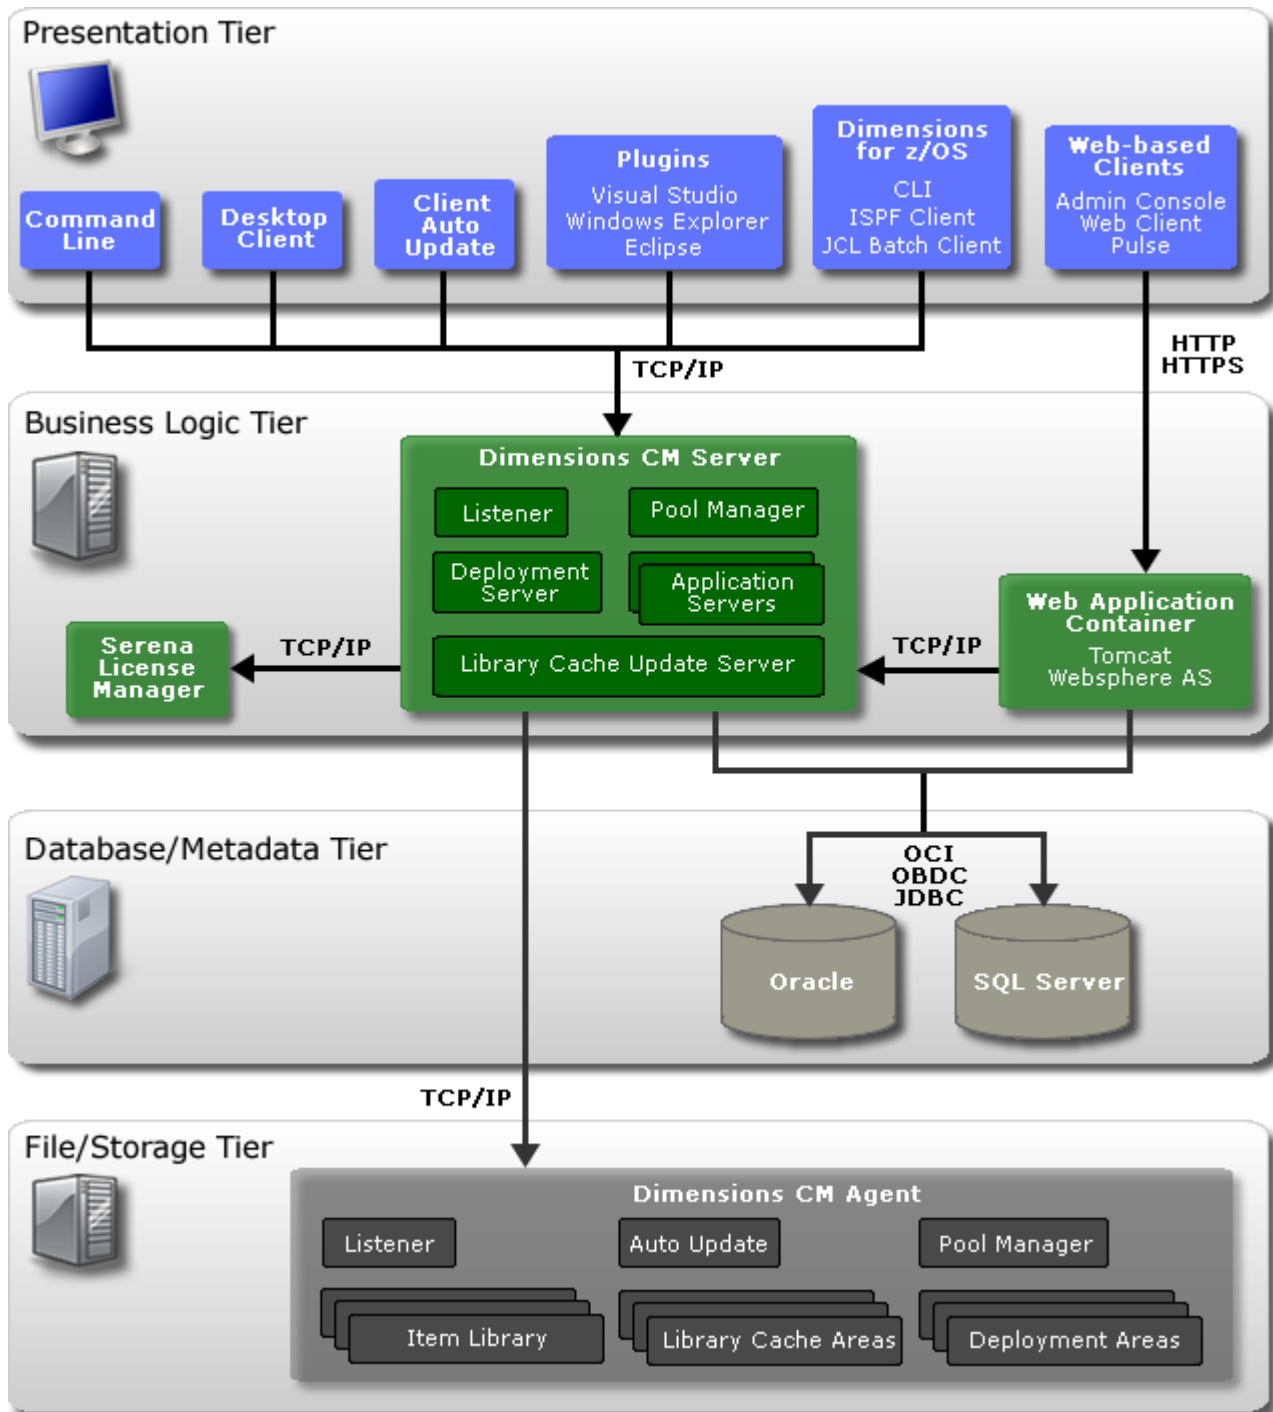 Presentation Tier
Command
Line
Desktop
Client
Client
Auto
Update
Plugins
Visual Studio
Windows Explorer
Eclipse
Dimensions
for z/OS
CLI
ISPF Client
JCL Batch Client
Web-based
Clients
Admin Console
Web Client
Pulse
TCP/IP
HTTP
HTTPS
Business Logic Tier
Dimensions CM Server
Listener
Pool Manager
Deployment
Server
Application
Servers
Library Cache Update Server
Serena
License
Manager
TCP/IP
TCP/IP
Web Application
Container
Tomcat
Websphere AS
Database/Metadata Tier
OCI
OBDC
JDBC
Oracle
SQL Server
TCP/IP
File/Storage Tier
Dimensions CM Agent
Listener
Auto Update
Pool Manager
Item Library
Library Cache Areas
Deployment Areas